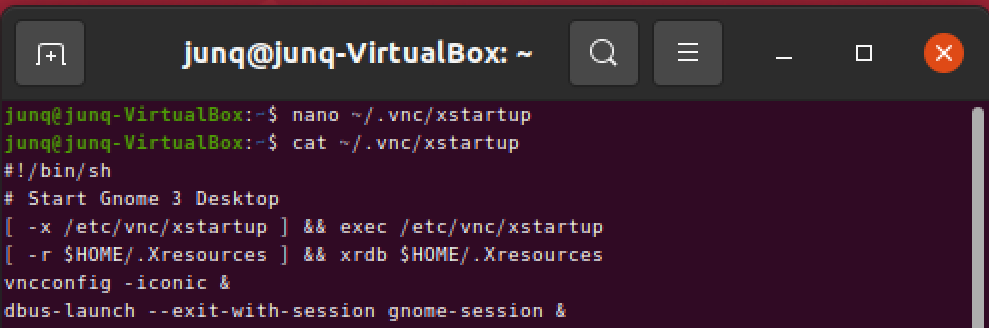 junq@junq-VirtualBox: ~
junq@junq-VirtualBox:~$ nano ~/.vnc/xstartup
junq@junq-VirtualBox:~$ cat ~/.vnc/xstartup
#!/bin/sh
# Start Gnome 3 Desktop
[ -x /etc/vnc/xstartup ] && exec /etc/vnc/xstartup
[ -r $HOME/.Xresources ] && xrdb $HOME/.Xresources
vncconfig -iconic &
dbus-launch --exit-with-session gnome-session &